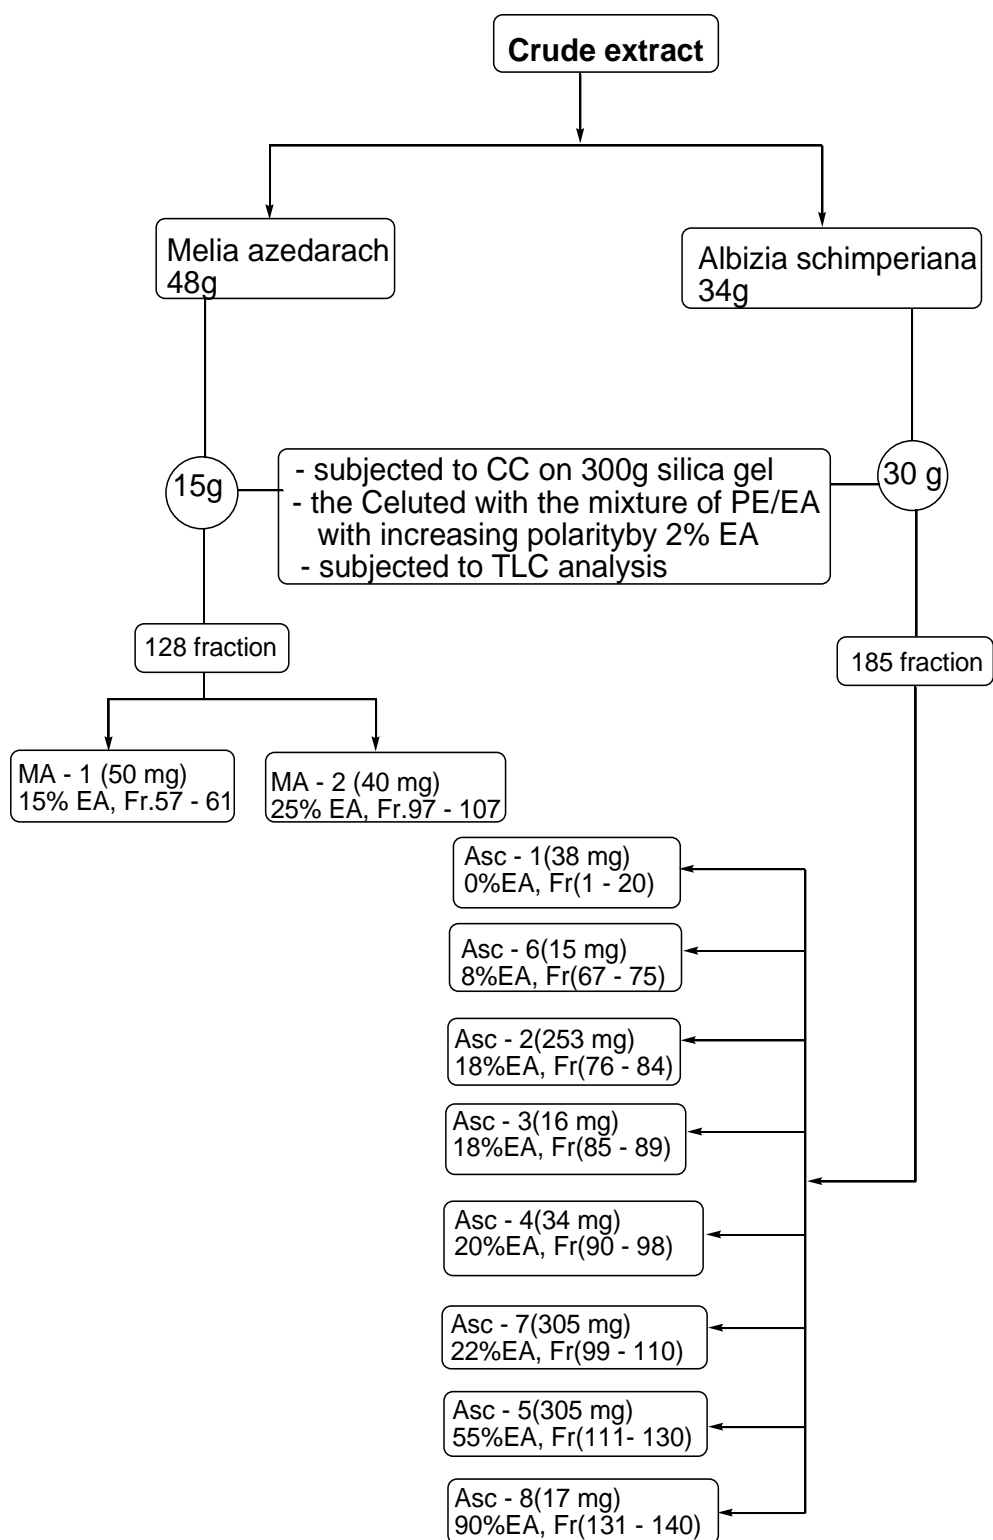 Crude extract
Melia azedarach
48g
Albizia schimperiana
34g
15g
- subjected to CC on 300g silica gel
- the Celuted with the mixture of PE/EA
with increasing polarityby 2% EA
- subjected to TLC analysis
30 g
128 fraction
185 fraction
MA - 1 (50 mg)
15% EA, Fr.57 - 61
MA - 2 (40 mg)
25% EA, Fr.97 - 107
Asc - 1(38 mg)
0%EA, Fr(1 - 20)
Asc - 6(15 mg)
8%EA, Fr(67 - 75)
Asc - 2(253 mg)
18%EA, Fr(76 - 84)
Asc - 3(16 mg)
18%EA, Fr(85 - 89)
Asc - 4(34 mg)
20%EA, Fr(90 - 98)
Asc - 7(305 mg)
22%EA, Fr(99 - 110)
Asc - 5(305 mg)
55%EA, Fr(111- 130)
Asc - 8(17 mg)
90%EA, Fr(131 - 140)